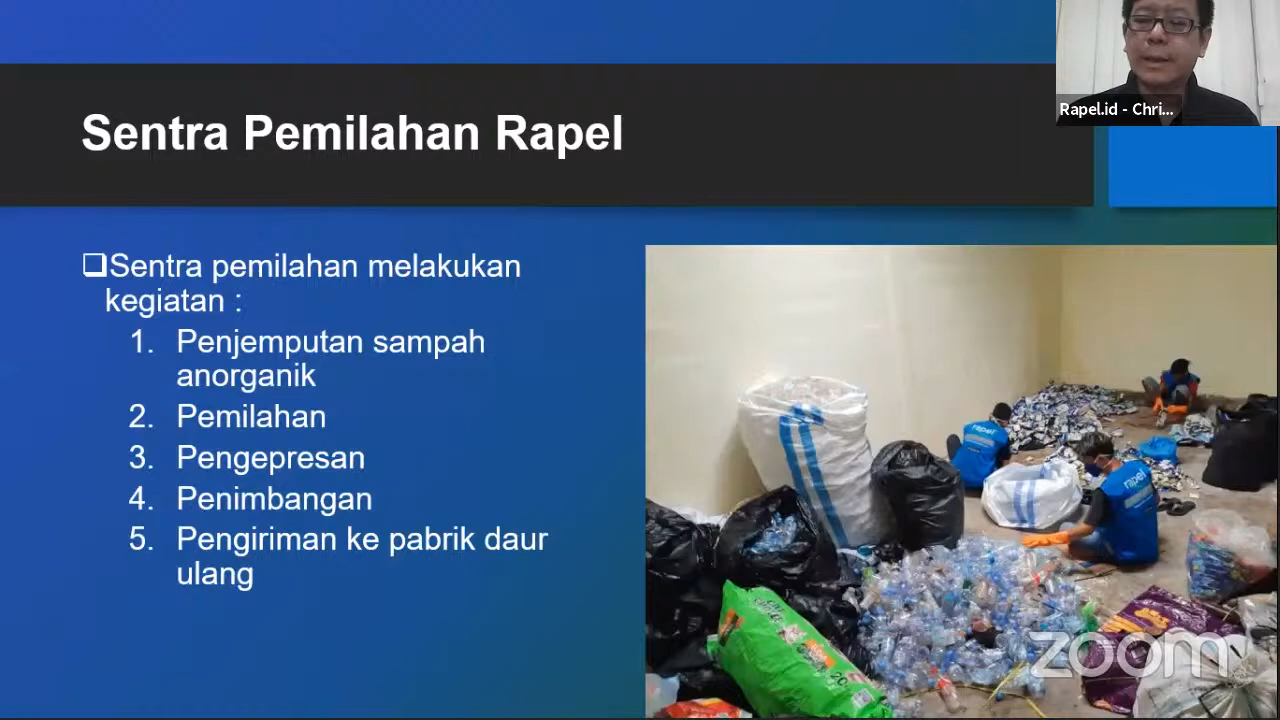 Rapel.id - Chri...
Sentra Pemilahan Rapel
❑Sentra pemilahan melakukan
kegiatan :
1. Penjemputan sampah
anorganik
2. Pemilahan
3. Pengepresan
4. Penimbangan
5. Pengiriman ke pabrik daur
ulang
rapel
rapel
zoom